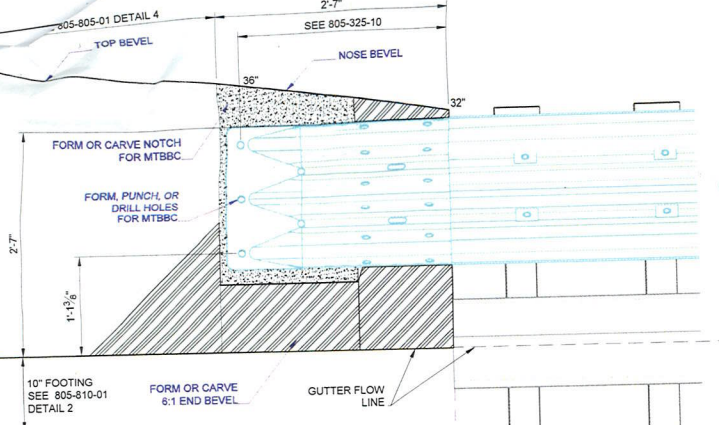 805-805-01 DETAIL 4
2'-7"
SEE 805-325-10
TOP BEVEL
NOSE BEVEL
36"
32"
FORM OR CARVE NOTCH
FOR MTBBC
FORM, PUNCH, OR
DRILL HOLES
FOR MTBBC
2'-7"
1'-1⅜"
10" FOOTING
SEE 805-810-01
DETAIL 2
FORM OR CARVE
6:1 END BEVEL
GUTTER FLOW
LINE